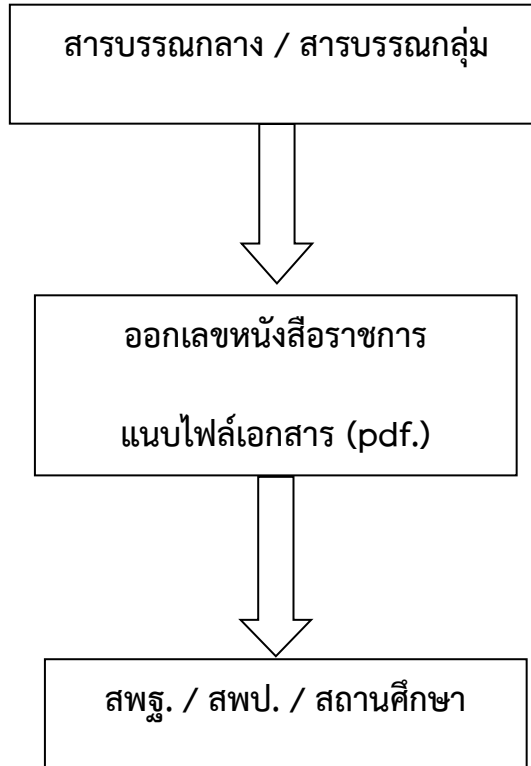 สารบรรณกลาง / สารบรรณกลุ่ม
ออกเลขหนังสือราชการ
แนบไฟล์เอกสาร (pdf.)
สพฐ. / สพป. / สถานศึกษา